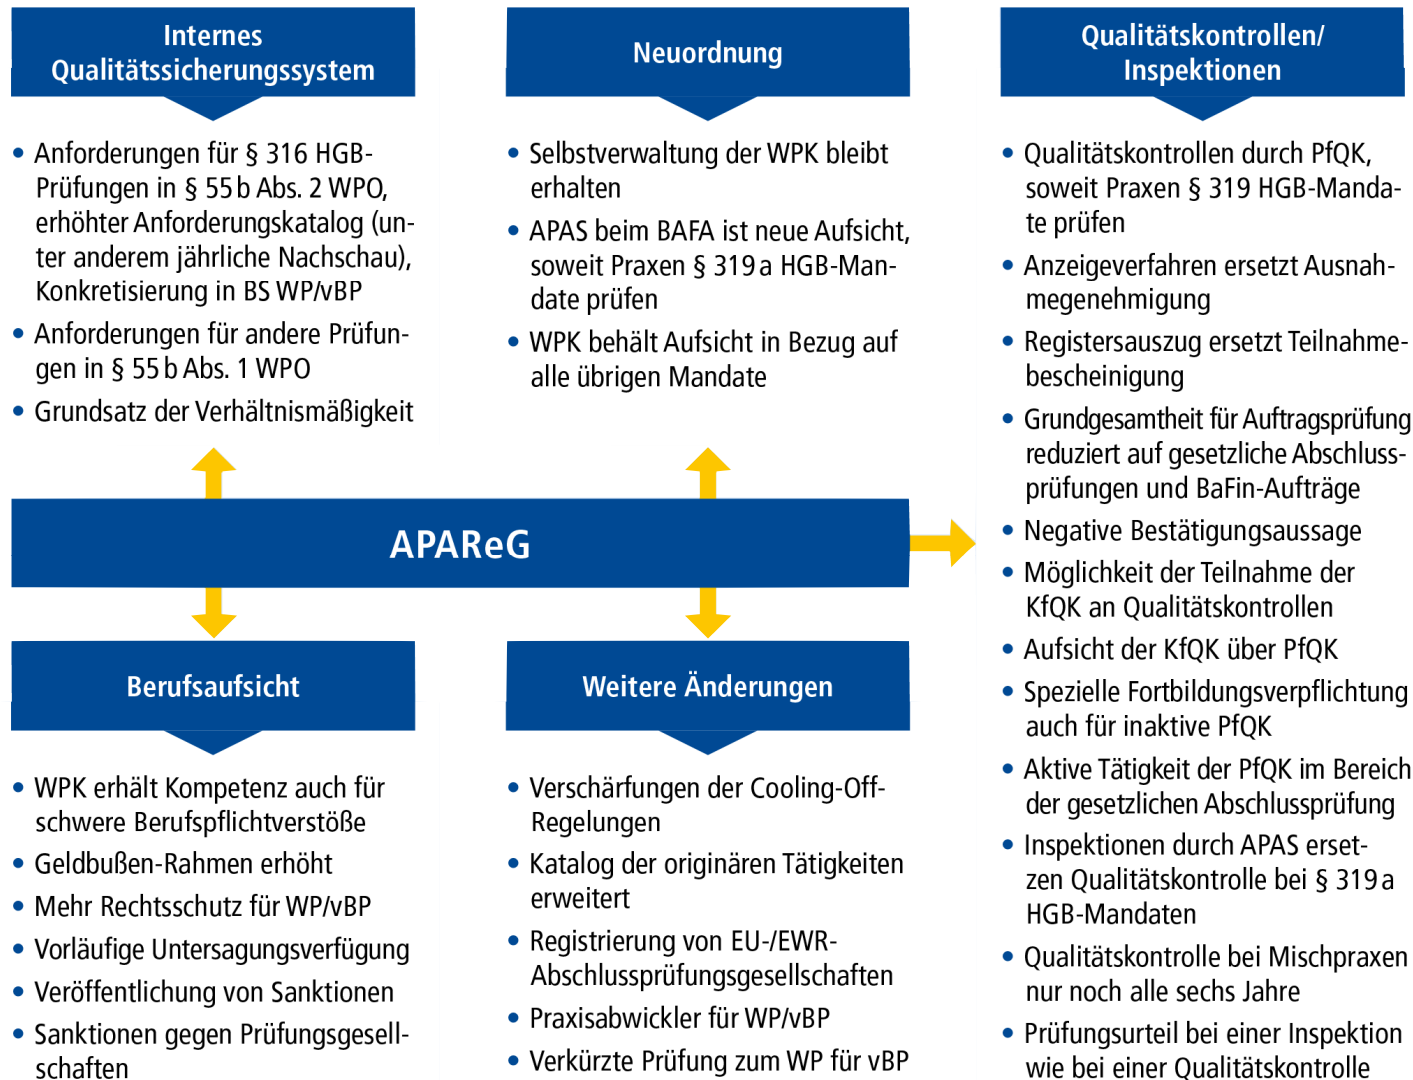 Internes
Qualitätssicherungssystem
• Anforderungen für § 316 HGB-
Prüfungen in § 55 b Abs. 2 WPO,
erhöhter Anforderungskatalog (un-
ter anderem jährliche Nachschau),
Konkretisierung in BS WP/vBP
• Anforderungen für andere Prüfun-
gen in § 55 b Abs. 1 WPO
• Grundsatz der Verhältnismäßigkeit
Neuordnung
• Selbstverwaltung der WPK bleibt
erhalten
• APAS beim BAFA ist neue Aufsicht,
soweit Praxen § 319 a HGB-Man-
date prüfen
• WPK behält Aufsicht in Bezug auf
alle übrigen Mandate
Qualitätskontrollen/
Inspektionen
• Qualitätskontrollen durch PfQK,
soweit Praxen § 319 HGB-Manda-
te prüfen
• Anzeigeverfahren ersetzt Ausnah-
megenehmigung
• Registersauszug ersetzt Teilnahme-
bescheinigung
• Grundgesamtheit für Auftragsprüfung
reduziert auf gesetzliche Abschluss-
prüfungen und BaFin-Aufträge
• Negative Bestätigungsaussage
• Möglichkeit der Teilnahme der
KfQK an Qualitätskontrollen
• Aufsicht der KfQK über PfQK
• Spezielle Fortbildungsverpflichtung
auch für inaktive PfQK
• Aktive Tätigkeit der PfQK im Bereich
der gesetzlichen Abschlussprüfung
• Inspektionen durch APAS erset-
zen Qualitätskontrolle bei § 319 a
HGB-Mandaten
• Qualitätskontrolle bei Mischpraxen
nur noch alle sechs Jahre
• Prüfungsurteil bei einer Inspektion
wie bei einer Qualitätskontrolle
APAReG
Berufsaufsicht
• WPK erhält Kompetenz auch für
schwere Berufspflichtverstöße
• Geldbußen-Rahmen erhöht
• Mehr Rechtsschutz für WP/vBP
• Vorläufige Untersagungsverfügung
• Veröffentlichung von Sanktionen
• Sanktionen gegen Prüfungsgesell-
schaften
Weitere Änderungen
• Verschärfungen der Cooling-Off-
Regelungen
• Katalog der originären Tätigkeiten
erweitert
• Registrierung von EU-/EWR-
Abschlussprüfungsgesellschaften
• Praxisabwickler für WP/vBP
• Verkürzte Prüfung zum WP für vBP